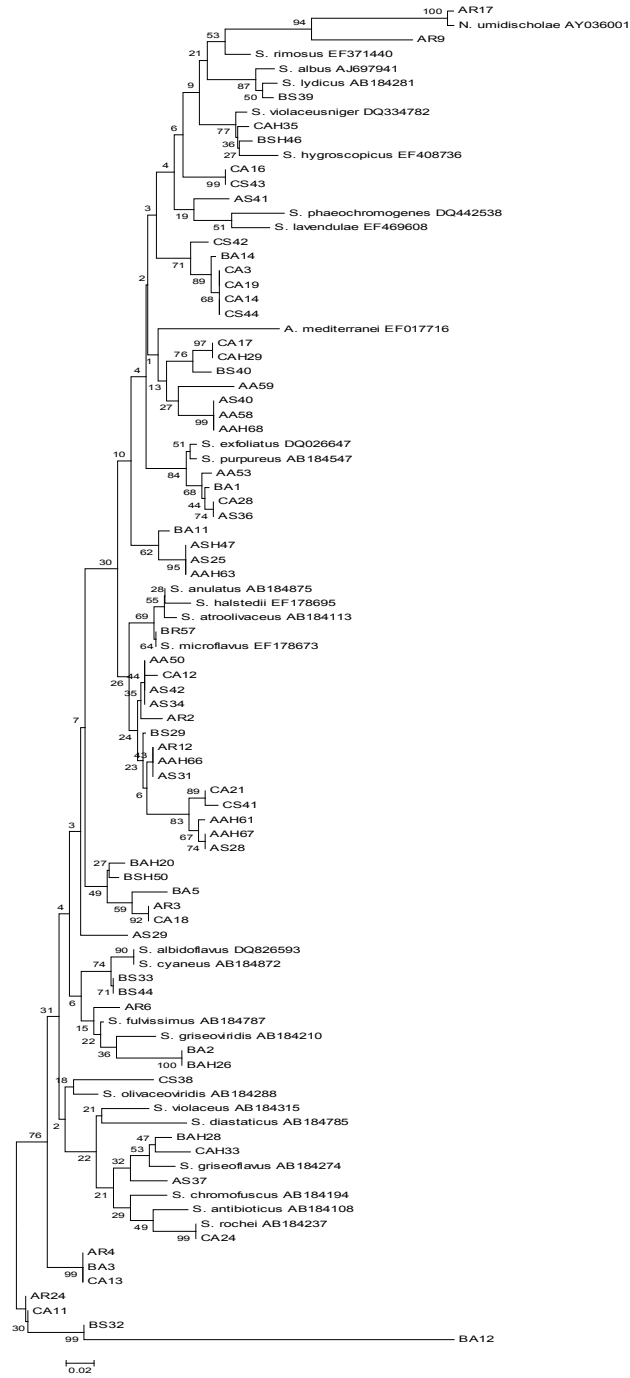 AR17
100
N. umidischolae AY036001
94
AR9
53
S. rimosus EF371440
21
S. albus AJ697941
S. lydicus AB184281
87
BS39
50
9
S. violaceusniger DQ334782
CAH35
77
BSH46
36
S. hygroscopicus EF408736
27
6
CA16
CS43
99
4
AS41
S. phaeochromogenes DQ442538
19
S. lavendulae EF469608
51
3
CS42
BA14
71
CA3
89
CA19
CA14
68
CS44
2
A. mediterranei EF017716
CA17
97
CAH29
76
1
BS40
13
AA59
AS40
27
AA58
99
AAH68
4
S. exfoliatus DQ026647
51
S. purpureus AB184547
AA53
84
BA1
68
CA28
44
AS36
74
10
BA11
ASH47
62
AS25
95
AAH63
30
S. anulatus AB184875
28
S. halstedii EF178695
55
S. atroolivaceus AB184113
69
BR57
S. microflavus EF178673
64
AA50
CA12
44
26
AS42
35
AS34
AR2
BS29
24
AR12
43
AAH66
23
AS31
CA21
89
6
CS41
AAH61
83
AAH67
67
AS28
74
7
BAH20
27
BSH50
BA5
49
AR3
59
CA18
92
3
AS29
S. albidoflavus DQ826593
90
S. cyaneus AB184872
74
BS33
BS44
71
4
AR6
6
S. fulvissimus AB184787
15
S. griseoviridis AB184210
22
BA2
36
BAH26
100
31
CS38
18
S. olivaceoviridis AB184288
S. violaceus AB184315
21
2
S. diastaticus AB184785
BAH28
47
CAH33
53
22
S. griseoflavus AB184274
32
AS37
21
S. chromofuscus AB184194
S. antibioticus AB184108
29
S. rochei AB184237
49
CA24
99
76
AR4
BA3
99
CA13
AR24
CA11
BS32
30
BA12
99
0.02